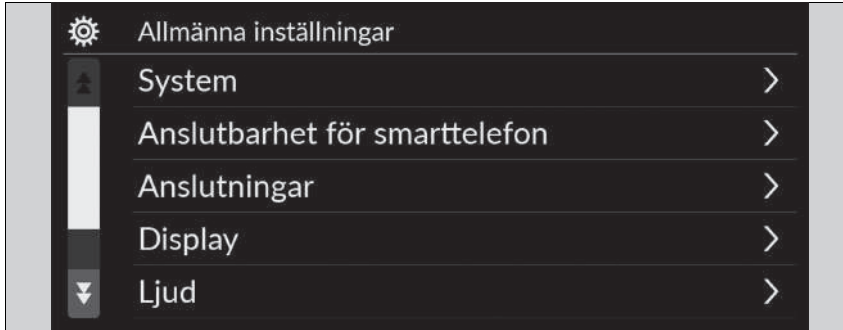 Allmänna inställningar
System
Anslutbarhet för smarttelefon
Anslutningar
Display
Ljud